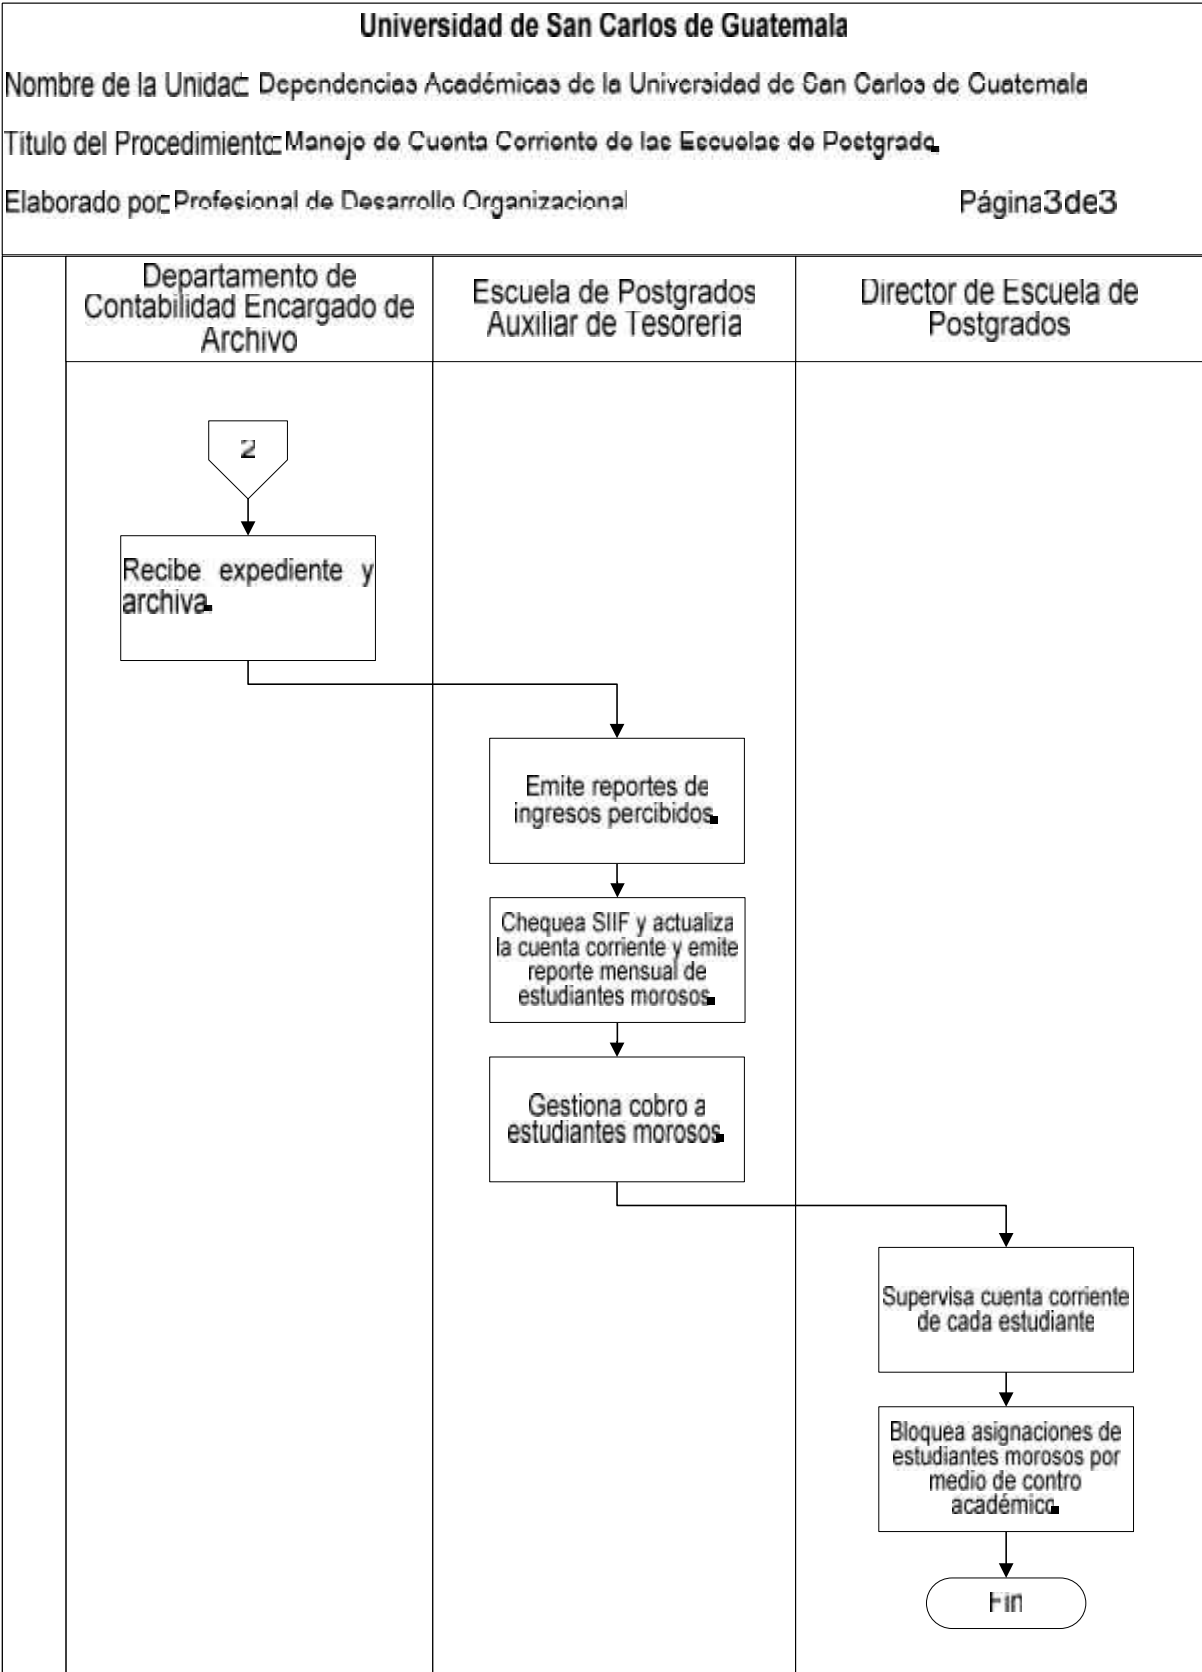 Universidad de San Carlos de Guatemala
Nombre de la Unidad: Dependencias Académicas de la Universidad de San Carlos de Guatemala
Título del Procedimiento: Manejo de Cuenta Corriente de las Escuelas de Postgrado.
Elaborado por: Profesional de Desarrollo Organizacional
Página 3 de 3
Departamento de
Contabilidad Encargado de
Archivo
Escuela de Postgrados
Auxiliar de Tesorería
Director de Escuela de
Postgrados
2
Recibe expediente y
archiva.
Emite reportes de
ingresos percibidos.
Chequea SIIF y actualiza
la cuenta corriente y emite
reporte mensual de
estudiantes morosos.
Gestiona cobro a
estudiantes morosos.
Supervisa cuenta corriente
de cada estudiante
Bloquea asignaciones de
estudiantes morosos por
medio de contro
académico.
Fin